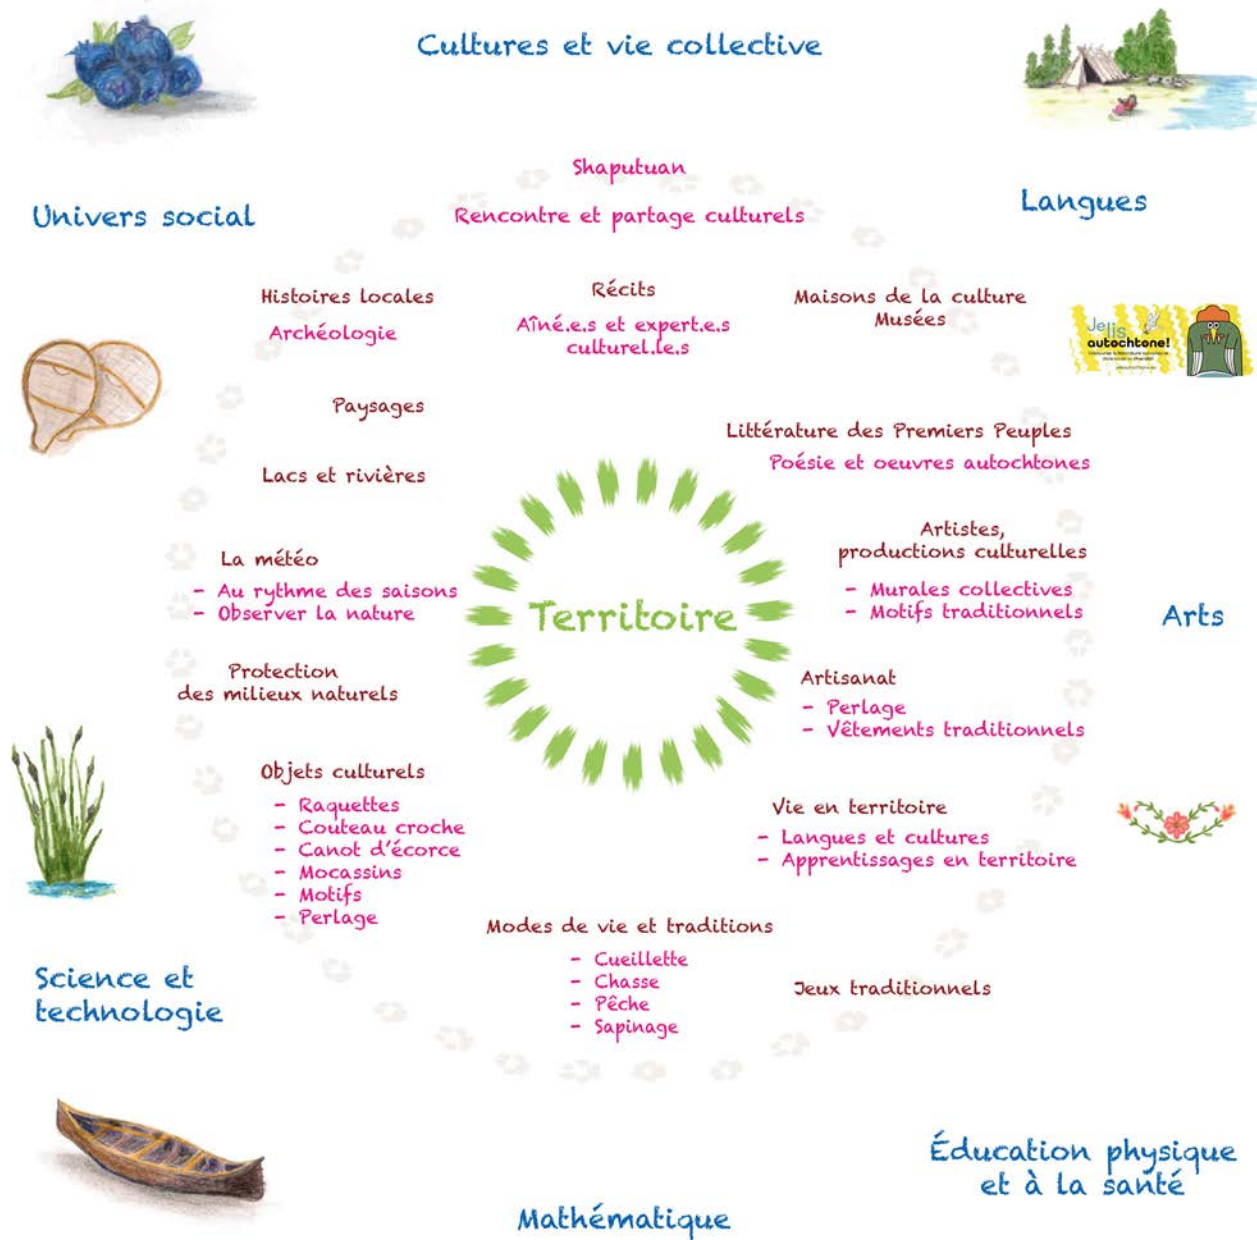 Cultures et vie collective
Univers social
Langues
Shaputuan
Rencontre et partage culturels
Histoires locales
Archéologie
Récits
Aîné.e.s et expert.e.s
culturel.le.s
Maisons de la culture
Musées
Je lis
autochtone!
Paysages
Lacs et rivières
Littérature des Premiers Peuples
Poésie et oeuvres autochtones
La météo
- Au rythme des saisons
- Observer la nature
Territoire
Artistes,
productions culturelles
- Murales collectives
- Motifs traditionnels
Arts
Protection
des milieux naturels
Artisanat
- Perlage
- Vêtements traditionnels
Objets culturels
- Raquettes
- Couteau croche
- Canot d'écorce
- Mocassins
- Motifs
- Perlage
Vie en territoire
- Langues et cultures
- Apprentissages en territoire
Modes de vie et traditions
- Cueillette
- Chasse
- Pêche
- Sapinage
Jeux traditionnels
Science et
technologie
Éducation physique
et à la santé
Mathématique